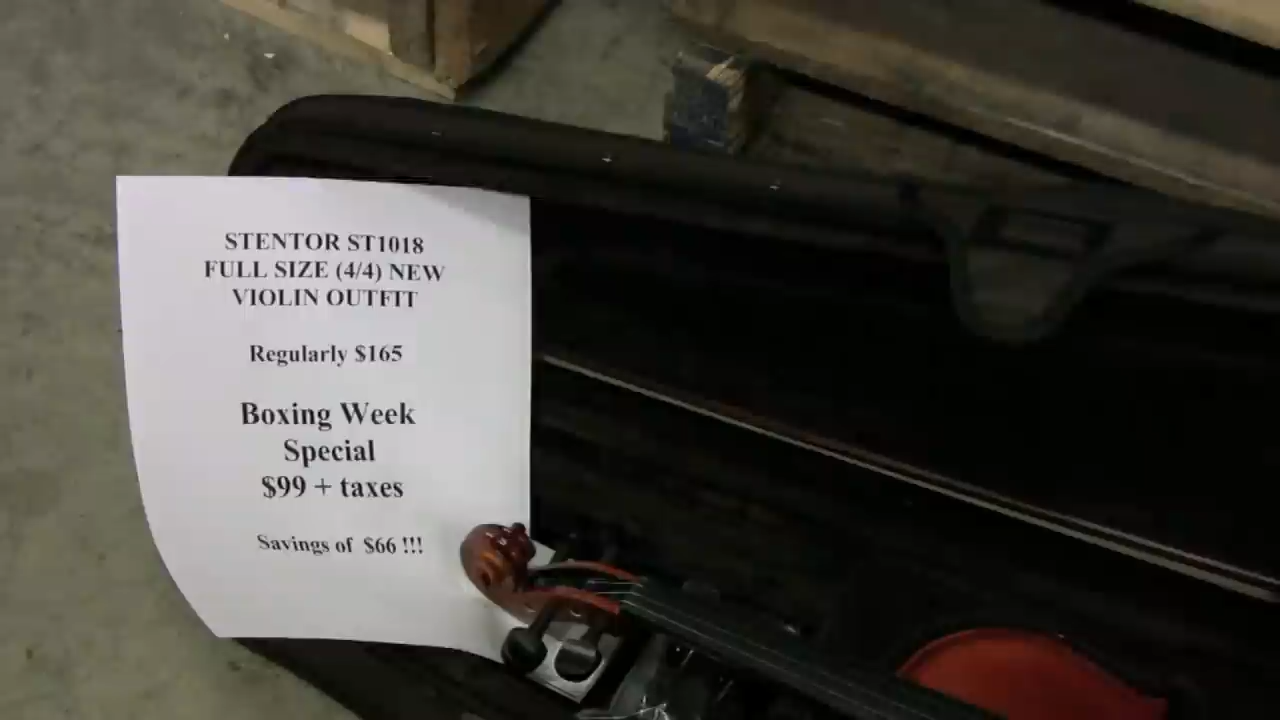 STENTOR ST1018
FULL SIZE (4/4) NEW
VIOLIN OUTFIT
Regularly $165
Boxing Week
Special
$99 + taxes
Savings of $66 !!!